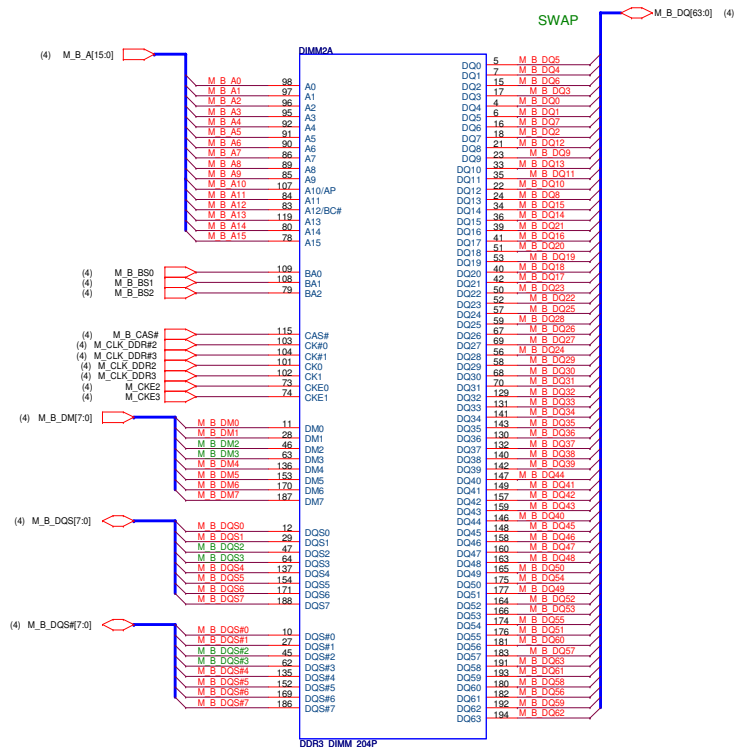 SWAP
M_B_DQ[63:0] (4)
DIMM2A
(4) M_B_A[15:0]
M_B_A0 98 A0
M_B_A1 97 A1
M_B_A2 96 A2
M_B_A3 95 A3
M_B_A4 92 A4
M_B_A5 91 A5
M_B_A6 90 A6
M_B_A7 86 A7
M_B_A8 89 A8
M_B_A9 85 A9
M_B_A10 107 A10/AP
M_B_A11 84 A11
M_B_A12 83 A12/BC#
M_B_A13 119 A13
M_B_A14 80 A14
M_B_A15 78 A15
(4) M_B_BS0 109 BA0
(4) M_B_BS1 108 BA1
(4) M_B_BS2 79 BA2
(4) M_B_CAS# 115 CAS#
(4) M_CLK_DDR#2 103 CK#0
(4) M_CLK_DDR#3 104 CK#1
(4) M_CLK_DDR2 101 CK0
(4) M_CLK_DDR3 102 CK1
(4) M_CKE2 73 CKE0
(4) M_CKE3 74 CKE1
(4) M_B_DM[7:0]
M_B_DM0 11 DM0
M_B_DM1 28 DM1
M_B_DM2 46 DM2
M_B_DM3 63 DM3
M_B_DM4 136 DM4
M_B_DM5 153 DM5
M_B_DM6 170 DM6
M_B_DM7 187 DM7
(4) M_B_DQS[7:0]
M_B_DQS0 12 DQS0
M_B_DQS1 29 DQS1
M_B_DQS2 47 DQS2
M_B_DQS3 64 DQS3
M_B_DQS4 137 DQS4
M_B_DQS5 154 DQS5
M_B_DQS6 171 DQS6
M_B_DQS7 188 DQS7
(4) M_B_DQS#[7:0]
M_B_DQS#0 10 DQS#0
M_B_DQS#1 27 DQS#1
M_B_DQS#2 45 DQS#2
M_B_DQS#3 62 DQS#3
M_B_DQS#4 135 DQS#4
M_B_DQS#5 152 DQS#5
M_B_DQS#6 169 DQS#6
M_B_DQS#7 186 DQS#7
DQ0 5 M_B_DQ5
DQ1 7 M_B_DQ4
DQ2 15 M_B_DQ6
DQ3 17 M_B_DQ3
DQ4 4 M_B_DQ0
DQ5 6 M_B_DQ1
DQ6 16 M_B_DQ7
DQ7 18 M_B_DQ2
DQ8 21 M_B_DQ12
DQ9 23 M_B_DQ9
DQ10 33 M_B_DQ13
DQ11 35 M_B_DQ11
DQ12 22 M_B_DQ10
DQ13 24 M_B_DQ8
DQ14 34 M_B_DQ15
DQ15 36 M_B_DQ14
DQ16 39 M_B_DQ21
DQ17 41 M_B_DQ16
DQ18 51 M_B_DQ20
DQ19 53 M_B_DQ19
DQ20 40 M_B_DQ18
DQ21 42 M_B_DQ17
DQ22 50 M_B_DQ23
DQ23 52 M_B_DQ22
DQ24 57 M_B_DQ25
DQ25 59 M_B_DQ28
DQ26 67 M_B_DQ26
DQ27 69 M_B_DQ27
DQ28 56 M_B_DQ24
DQ29 58 M_B_DQ29
DQ30 68 M_B_DQ30
DQ31 70 M_B_DQ31
DQ32 129 M_B_DQ32
DQ33 131 M_B_DQ33
DQ34 141 M_B_DQ34
DQ35 143 M_B_DQ35
DQ36 130 M_B_DQ36
DQ37 132 M_B_DQ37
DQ38 140 M_B_DQ38
DQ39 142 M_B_DQ39
DQ40 147 M_B_DQ44
DQ41 149 M_B_DQ41
DQ42 157 M_B_DQ42
DQ43 159 M_B_DQ43
DQ44 146 M_B_DQ40
DQ45 148 M_B_DQ45
DQ46 158 M_B_DQ46
DQ47 160 M_B_DQ47
DQ48 163 M_B_DQ48
DQ49 165 M_B_DQ50
DQ50 175 M_B_DQ54
DQ51 177 M_B_DQ49
DQ52 164 M_B_DQ52
DQ53 166 M_B_DQ53
DQ54 174 M_B_DQ55
DQ55 176 M_B_DQ51
DQ56 181 M_B_DQ60
DQ57 183 M_B_DQ57
DQ58 191 M_B_DQ63
DQ59 193 M_B_DQ61
DQ60 180 M_B_DQ58
DQ61 182 M_B_DQ56
DQ62 192 M_B_DQ59
DQ63 194 M_B_DQ62
DDR3_DIMM_204P